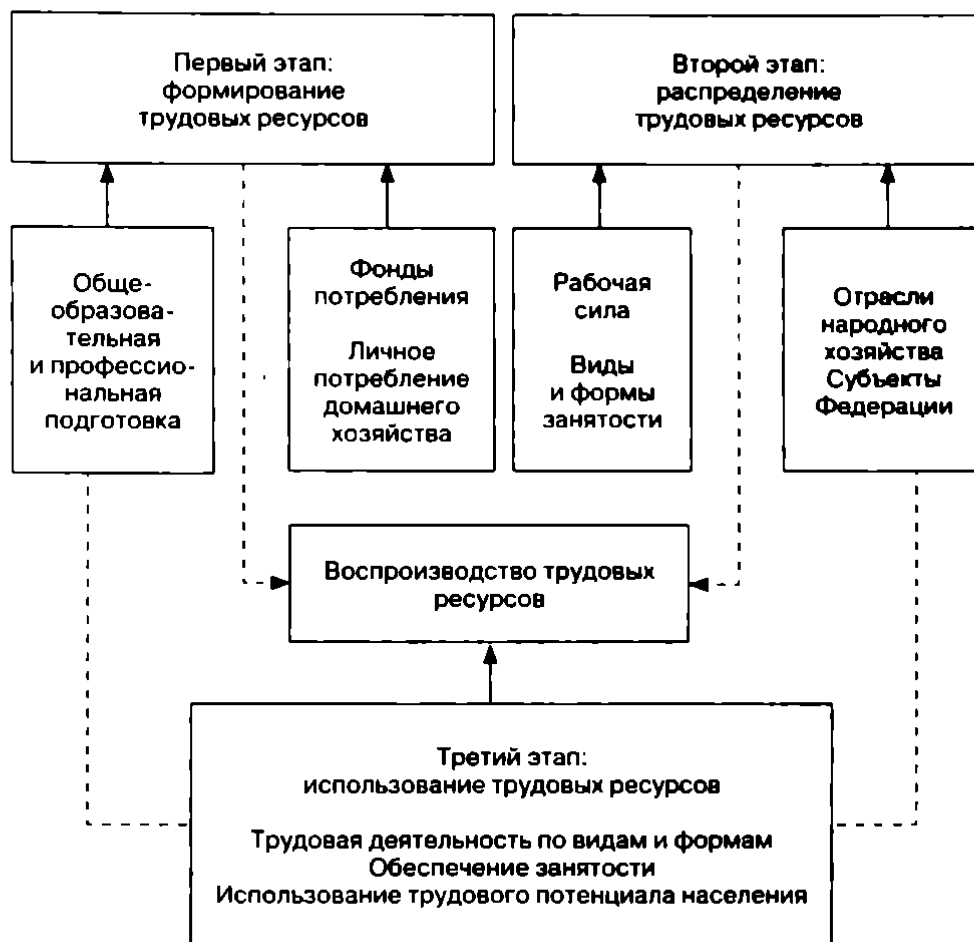 Первый этап:
формирование
трудовых ресурсов
Второй этап:
распределение
трудовых ресурсов
Обще-
образова-
тельная
и профессио-
нальная
подготовка
Фонды
потребления
Личное
потребление
домашнего
хозяйства
Рабочая
сила
Виды
и формы
занятости
Отрасли
народного
хозяйства
Субъекты
Федерации
Воспроизводство трудовых
ресурсов
Третий этап:
использование трудовых ресурсов
Трудовая деятельность по видам и формам
Обеспечение занятости
Использование трудового потенциала населения